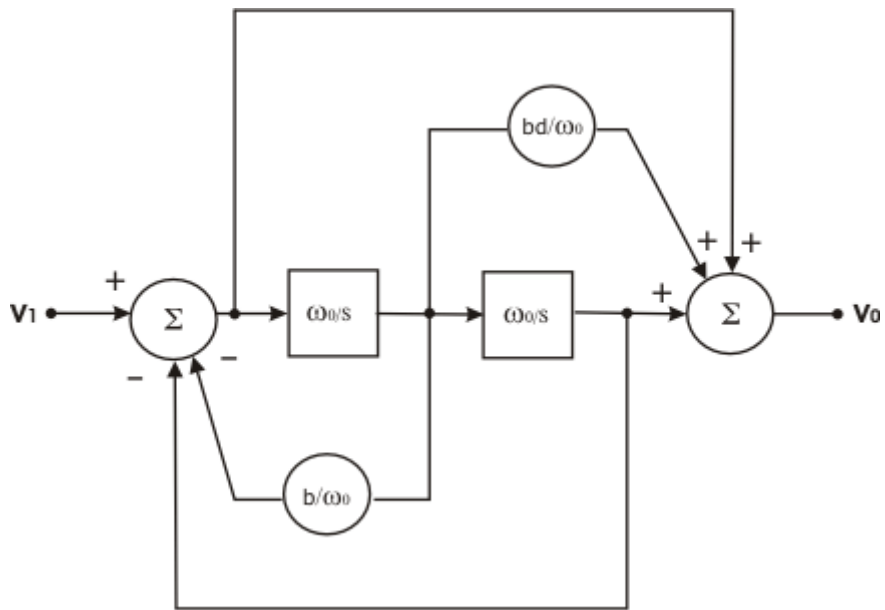 bd/ω₀
+ +
+ +
V₁ Σ ω₀/s ω₀/s Σ V₀
− −
b/ω₀